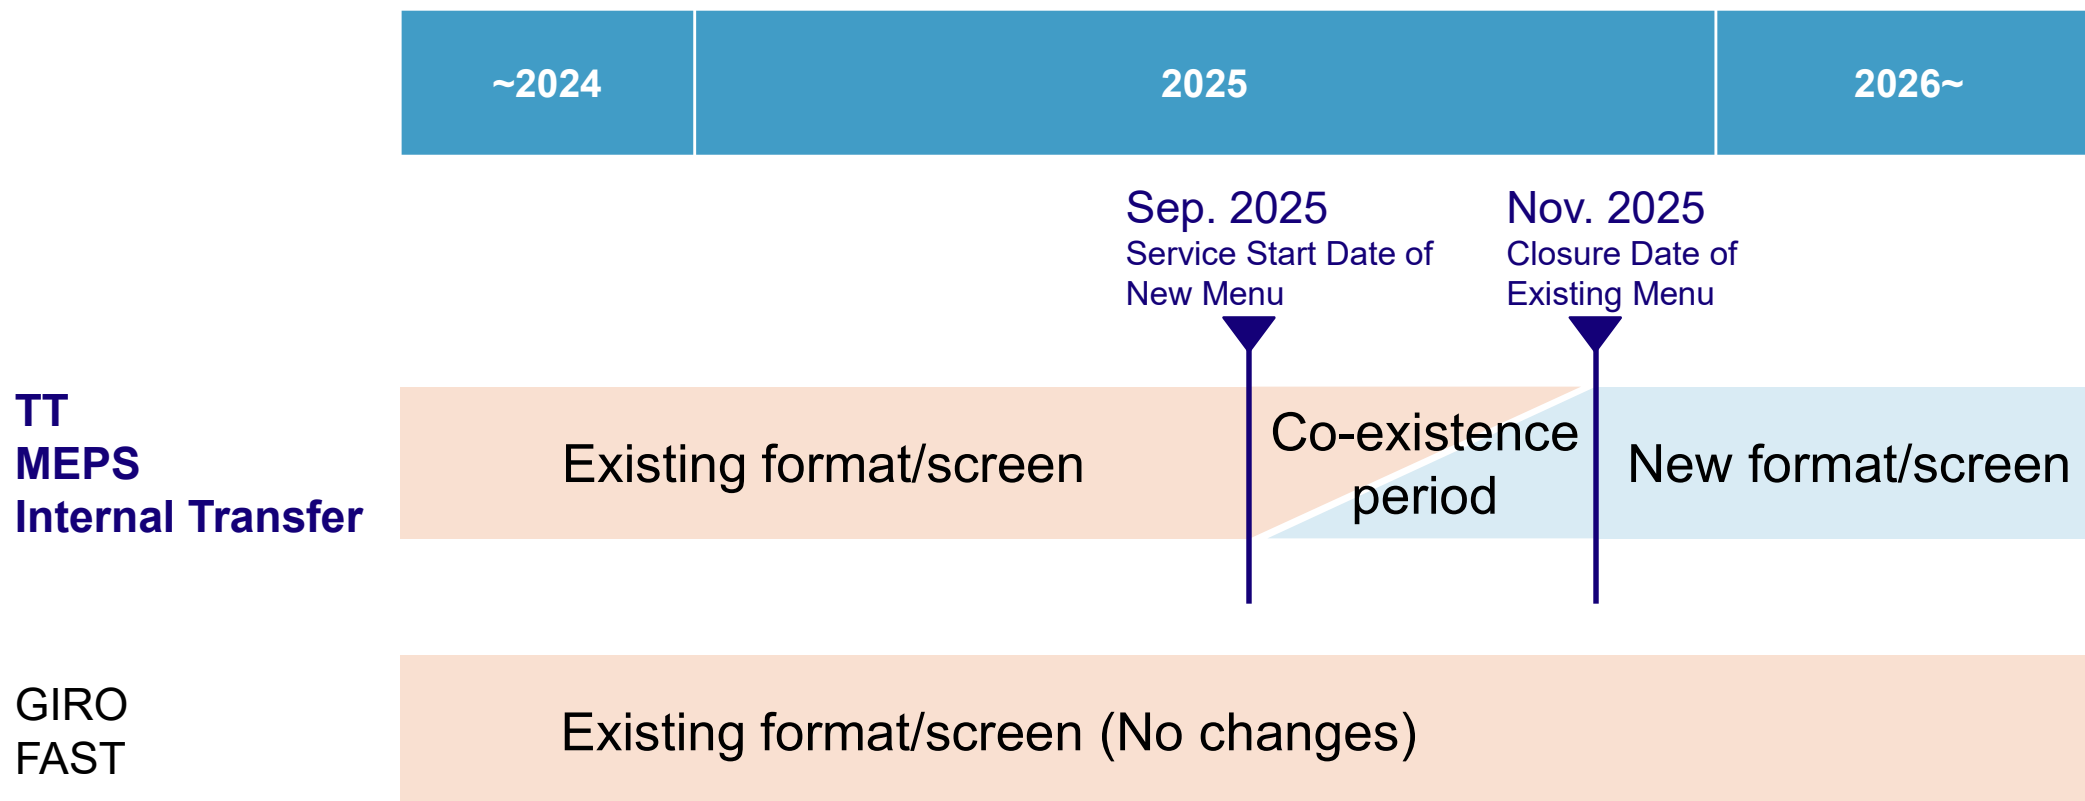 ~2024
2025
2026~
Sep. 2025
Service Start Date of
New Menu
Nov. 2025
Closure Date of
Existing Menu
TT
MEPS
Internal Transfer
Existing format/screen
Co-existence
period
New format/screen
GIRO
FAST
Existing format/screen (No changes)